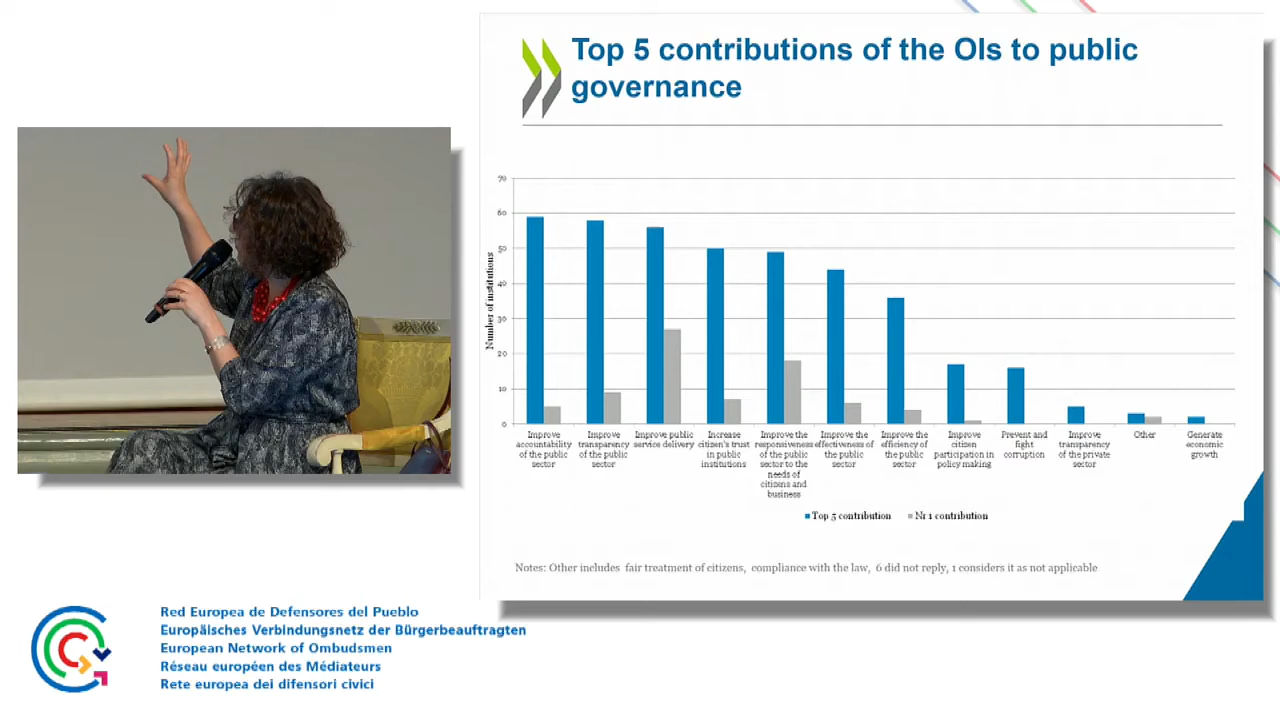 Top 5 contributions of the OIs to public
governance
Number of institutions
70
60
50
40
30
20
10
0
Improve
accountability
of the public
sector
Improve
transparency
of the public
sector
Improve public
service delivery
Increase
citizen's trust
in public
institutions
Improve the
responsiveness
of the public
sector to the
needs of
citizens and
business
Improve the
effectiveness of
the public
sector
Improve the
efficiency of
the public
sector
Improve
citizen
participation in
policy making
Prevent and
fight
corruption
Improve
transparency
of the private
sector
Other
Generate
economic
growth
Top 5 contribution
Nr 1 contribution
Notes: Other includes fair treatment of citizens, compliance with the law, 6 did not reply, 1 considers it as not applicable
Red Europea de Defensores del Pueblo
Europäisches Verbindungsnetz der Bürgerbeauftragten
European Network of Ombudsmen
Réseau européen des Médiateurs
Rete europea dei difensori civici